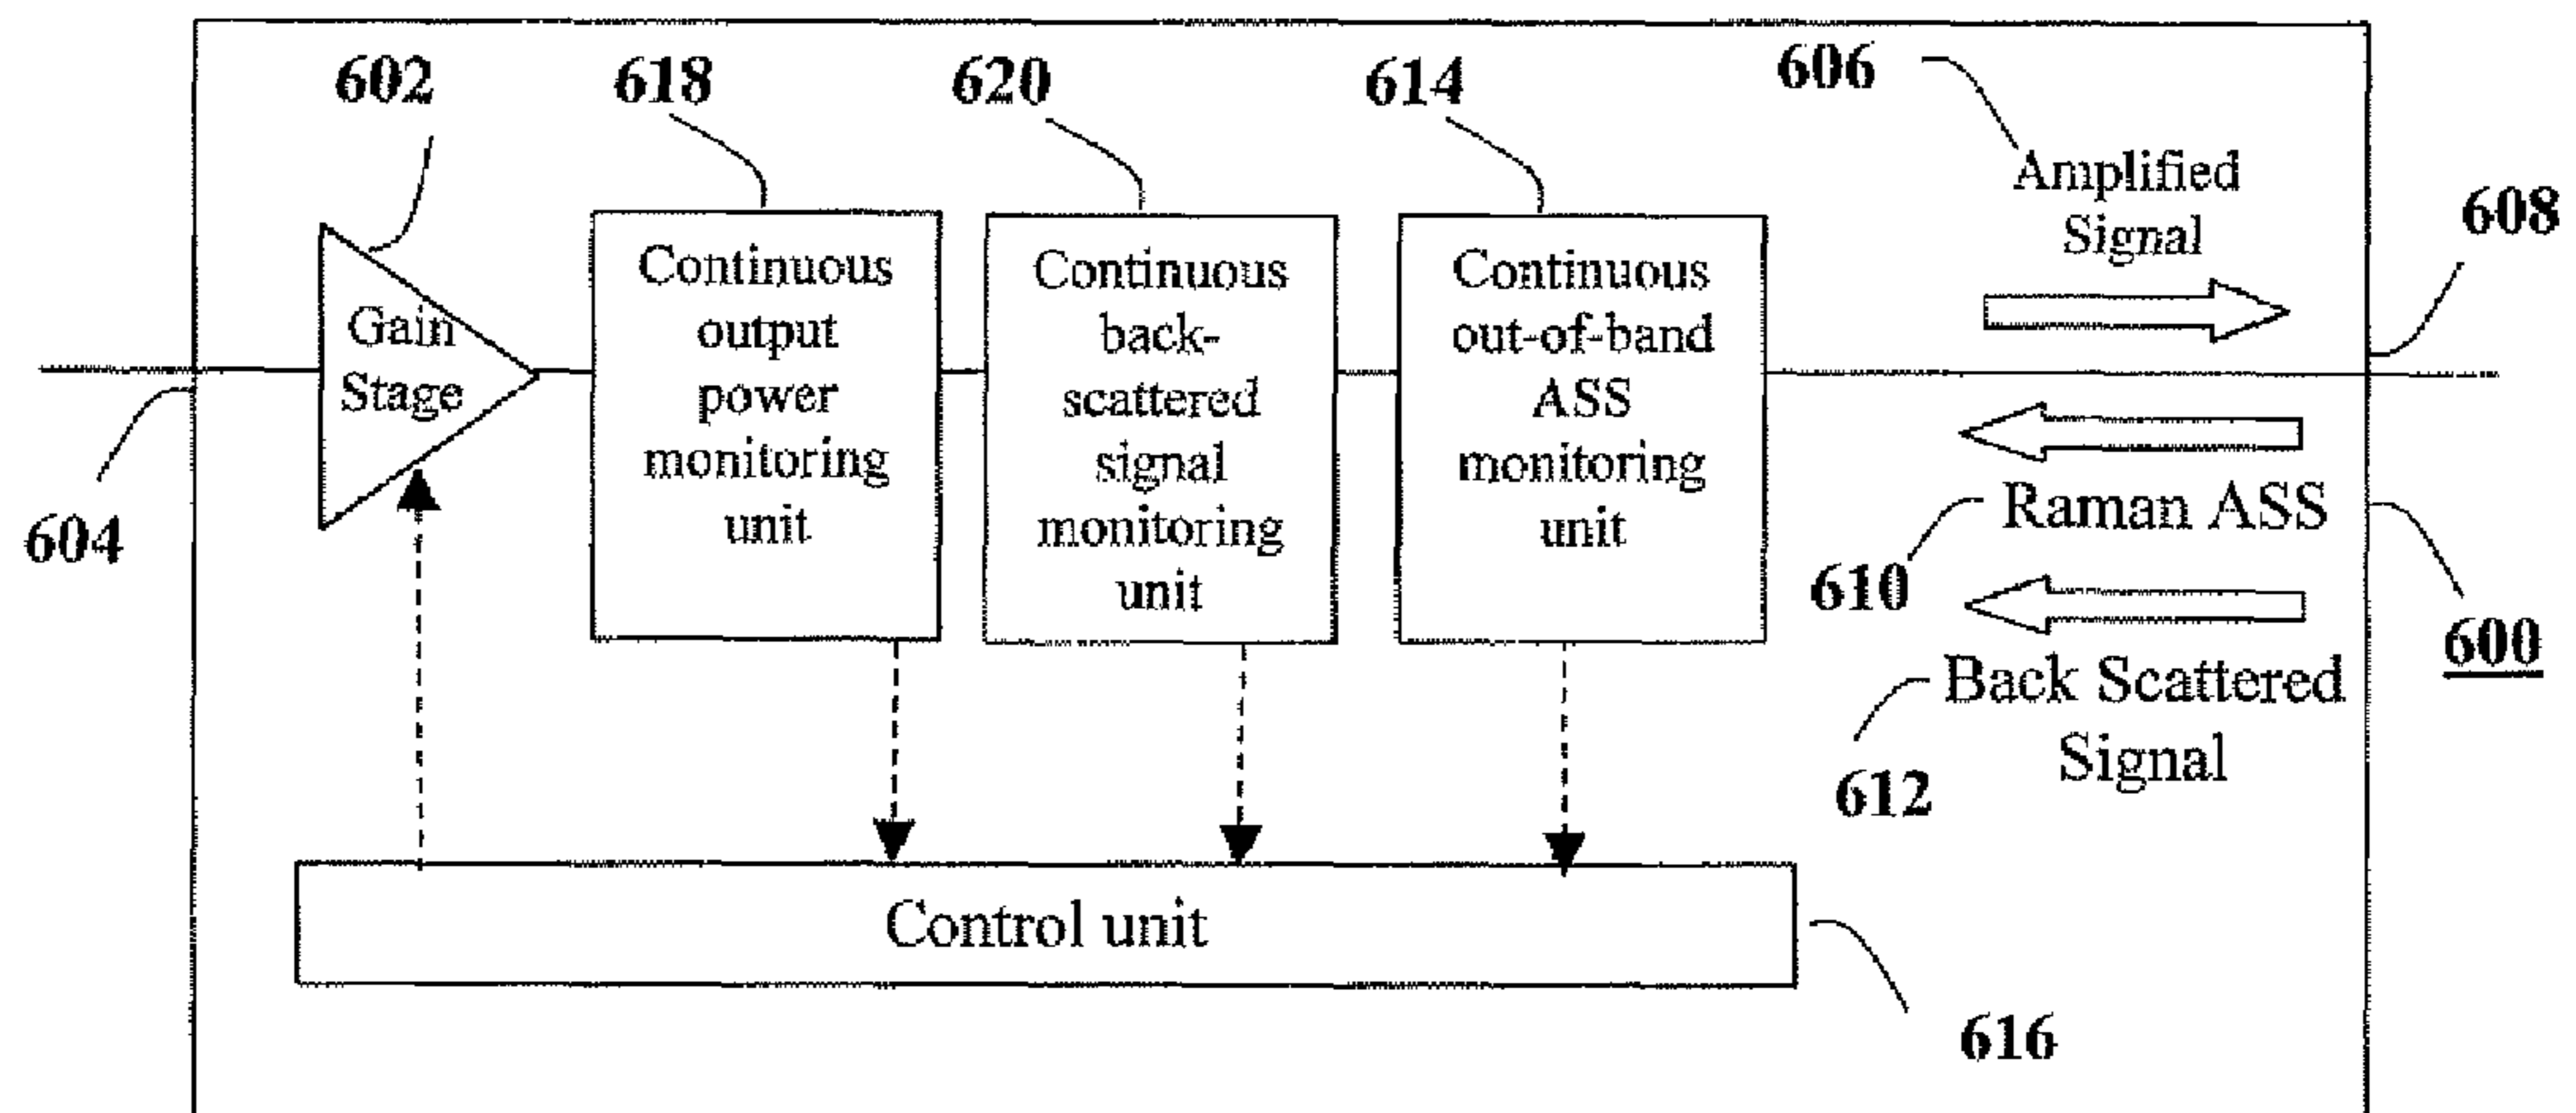 602
618
620
614
606
Amplified
Signal
608
Gain
Stage
Continuous
output
power
monitoring
unit
Continuous
back-
scattered
signal
monitoring
unit
Continuous
out-of-band
ASS
monitoring
unit
604
Raman ASS
610
600
Back Scattered
Signal
612
Control unit
616